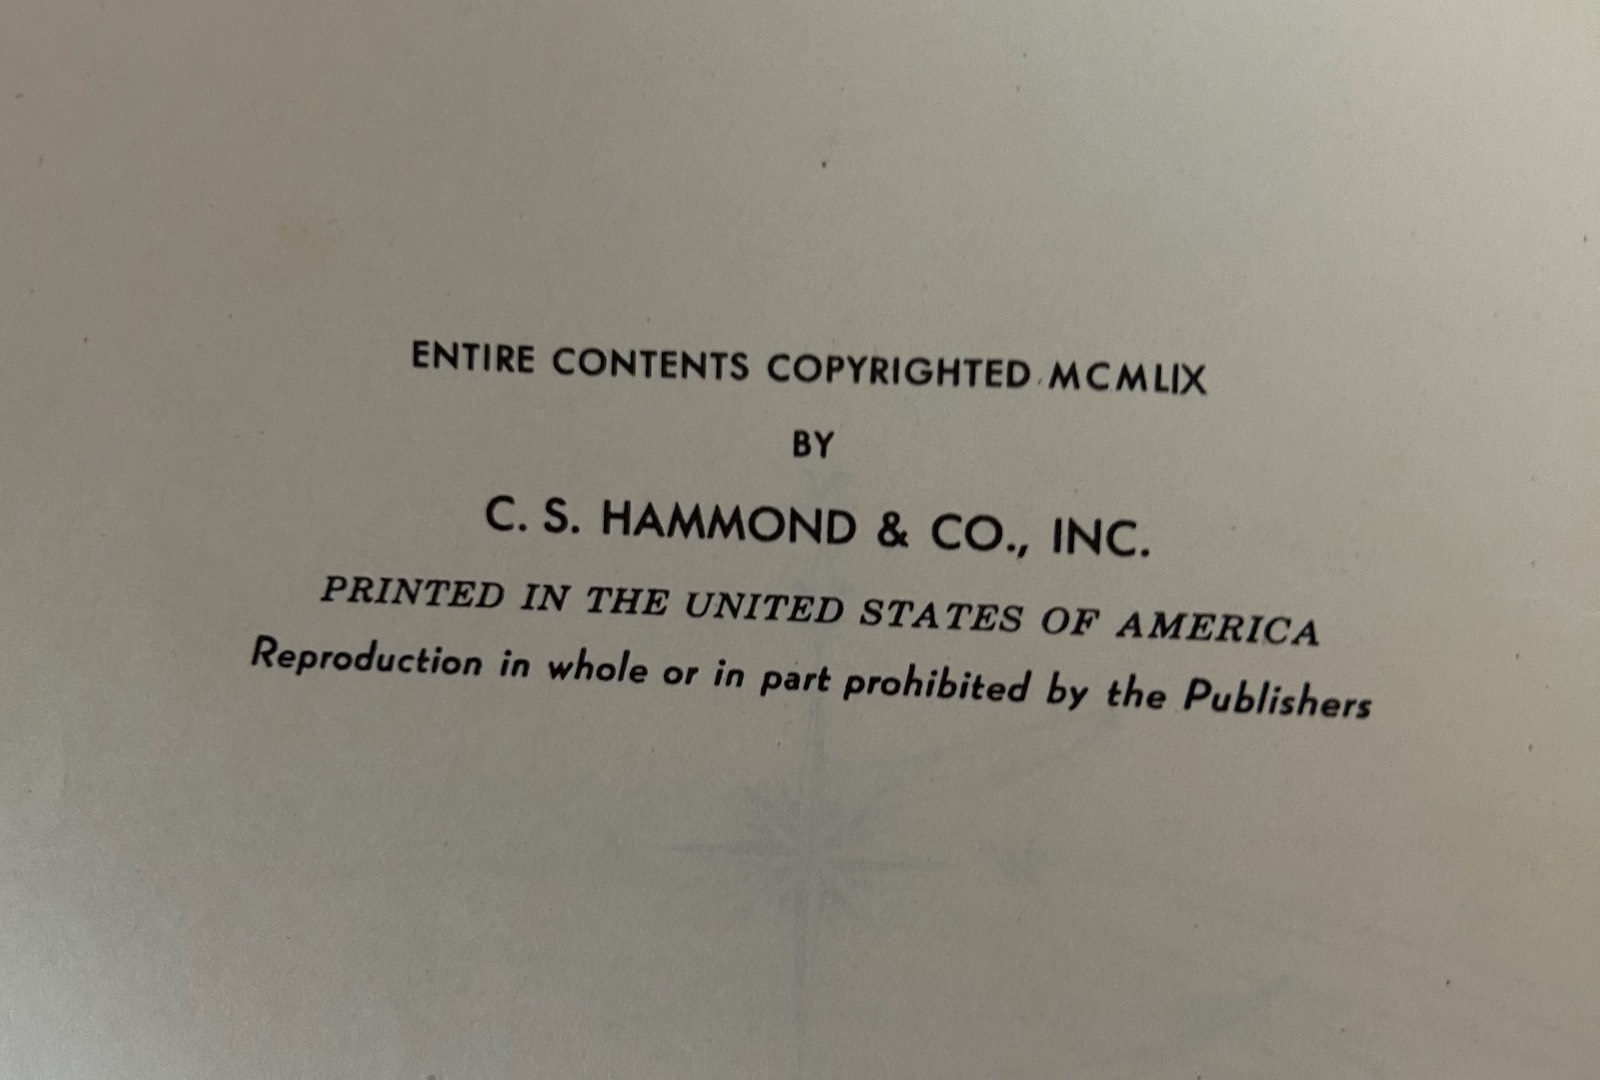 ENTIRE CONTENTS COPYRIGHTED MCMLIX
BY
C. S. HAMMOND & CO., INC.
PRINTED IN THE UNITED STATES OF AMERICA
Reproduction in whole or in part prohibited by the Publishers